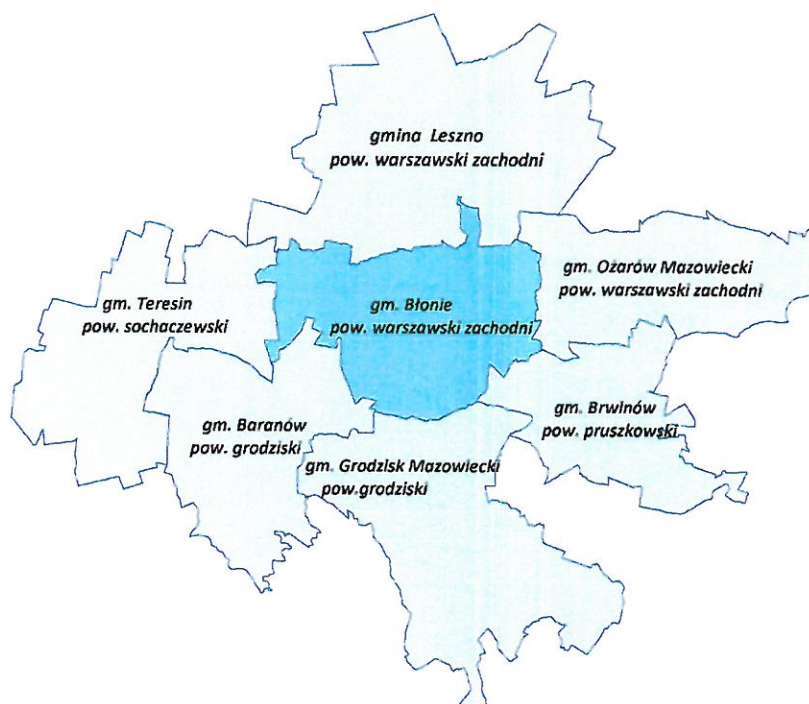 gmina Leszno
pow. warszawski zachodni
gm. Ożarów Mazowiecki
pow. warszawski zachodni
gm. Teresin
pow. sochaczewski
gm. Błonie
pow. warszawski zachodni
gm. Baranów
pow. grodziski
gm. Brwinów
pow. pruszkowski
gm. Grodzisk Mazowiecki
pow.grodziski